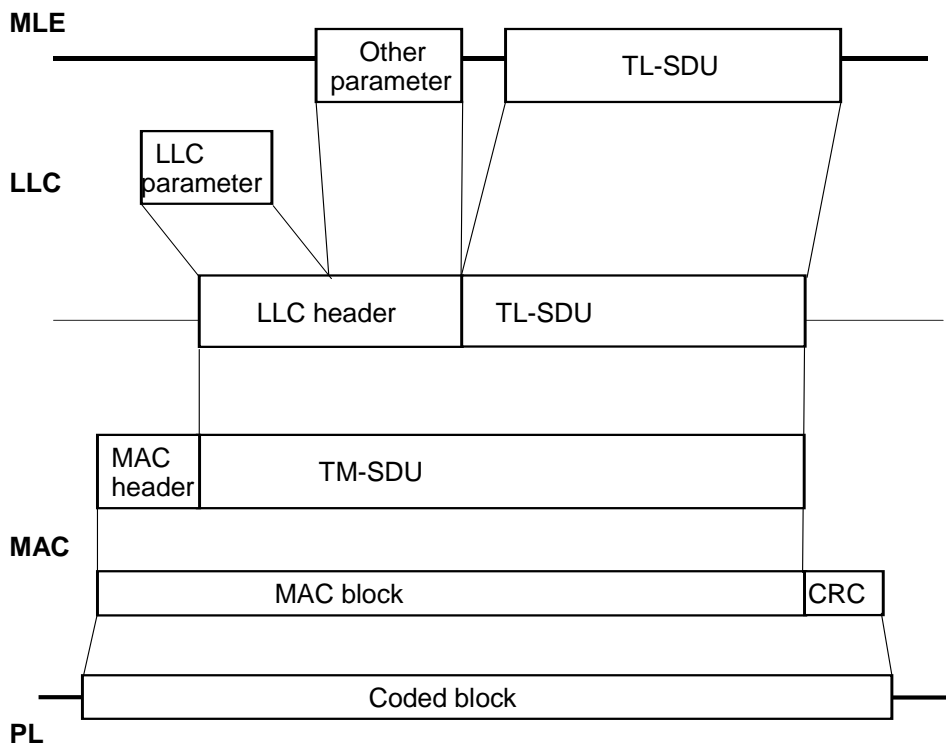 MLE
Other
parameter
TL-SDU
LLC
parameter
LLC
LLC header
TL-SDU
MAC
header
TM-SDU
MAC
MAC block
CRC
Coded block
PL